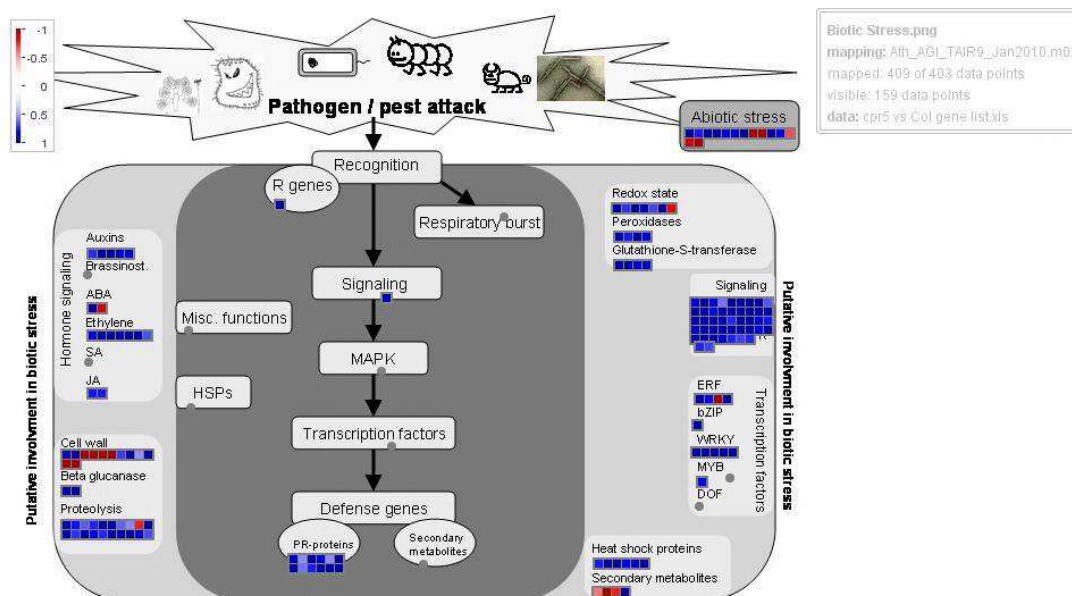 -1
-0.5
0
0.5
1
Pathogen / pest attack
Biotic Stress.png
mapping: Ath_AGI_TAIR9_Jan2010.m0
mapped: 409 of 403 data points
visible: 159 data points
data: cpr5 vs Col gene list.xls
Abiotic stress
Recognition
R genes
Respiratory burst
Redox state
Peroxidases
Glutathione-S-transferase
Putative involvment in biotic stress
Hormone signaling
Auxins
Brassinost.
ABA
Ethylene
SA
JA
Signaling
Misc. functions
MAPK
HSPs
Transcription factors
Signaling
Putative involvment in biotic stress
ERF
bZIP
WRKY
MYB
DOF
Transcription factors
Cell wall
Beta glucanase
Proteolysis
Defense genes
PR-proteins
Secondary
metabolites
Heat shock proteins
Secondary metabolites